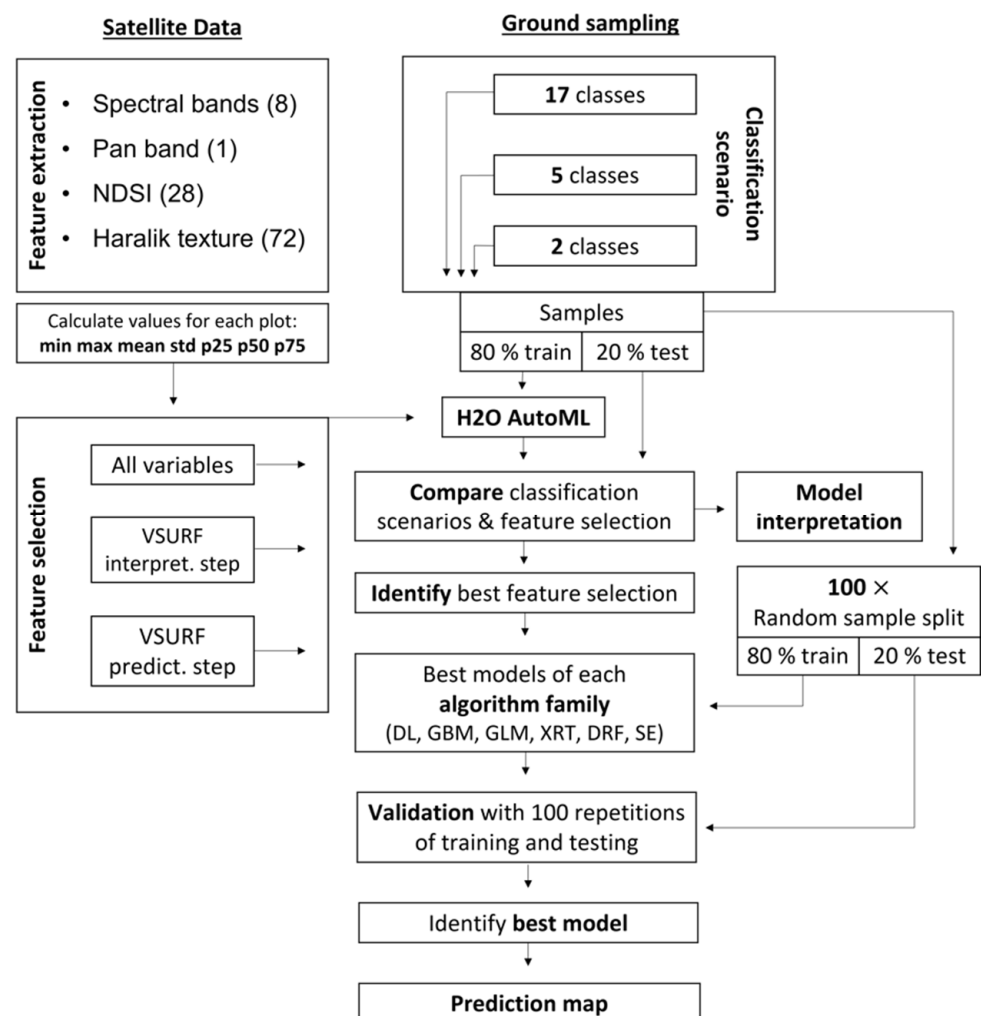 Satellite Data
Feature extraction
• Spectral bands (8)
• Pan band (1)
• NDSI (28)
• Haralik texture (72)
Calculate values for each plot:
min max mean std p25 p50 p75
Feature selection
All variables
VSURF
interpret. step
VSURF
predict. step
Ground sampling
17 classes
5 classes
2 classes
Classification
scenario
Samples
80 % train
20 % test
H2O AutoML
Compare classification
scenarios & feature selection
Model
interpretation
Identify best feature selection
100 ×
Random sample split
80 % train
20 % test
Best models of each
algorithm family
(DL, GBM, GLM, XRT, DRF, SE)
Validation with 100 repetitions
of training and testing
Identify best model
Prediction map